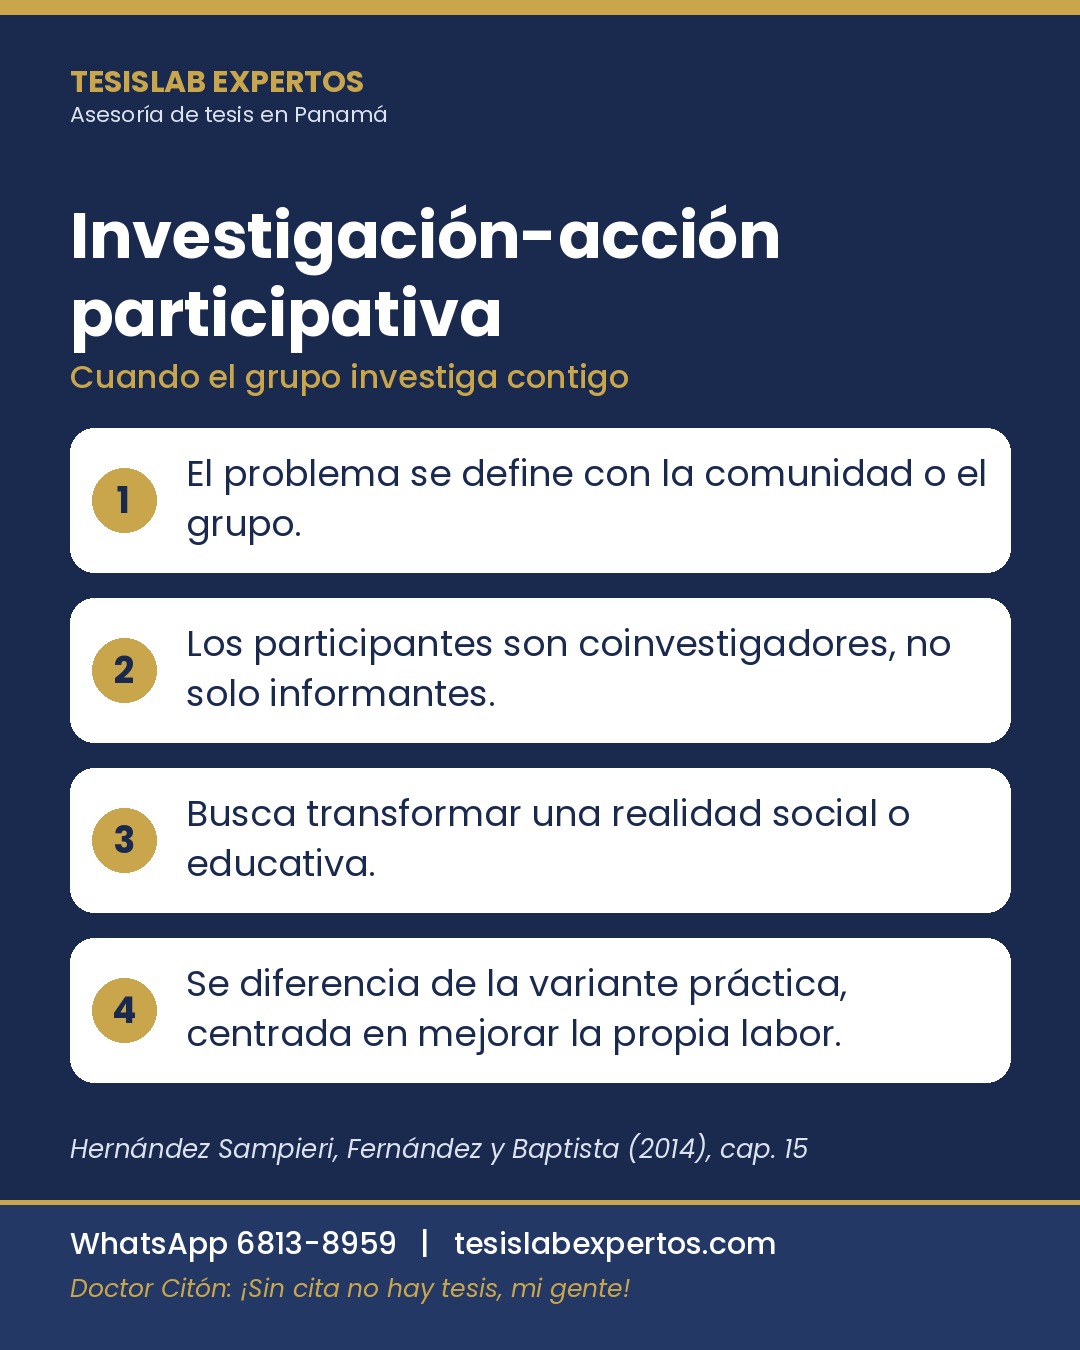 TESISLAB EXPERTOS
Asesoría de tesis en Panamá
Investigación-acción
participativa
Cuando el grupo investiga contigo
1 El problema se define con la comunidad o el
grupo.
2 Los participantes son coinvestigadores, no
solo informantes.
3 Busca transformar una realidad social o
educativa.
4 Se diferencia de la variante práctica,
centrada en mejorar la propia labor.
Hernández Sampieri, Fernández y Baptista (2014), cap. 15
WhatsApp 6813-8959 | tesislabexpertos.com
Doctor Citón: ¡Sin cita no hay tesis, mi gente!